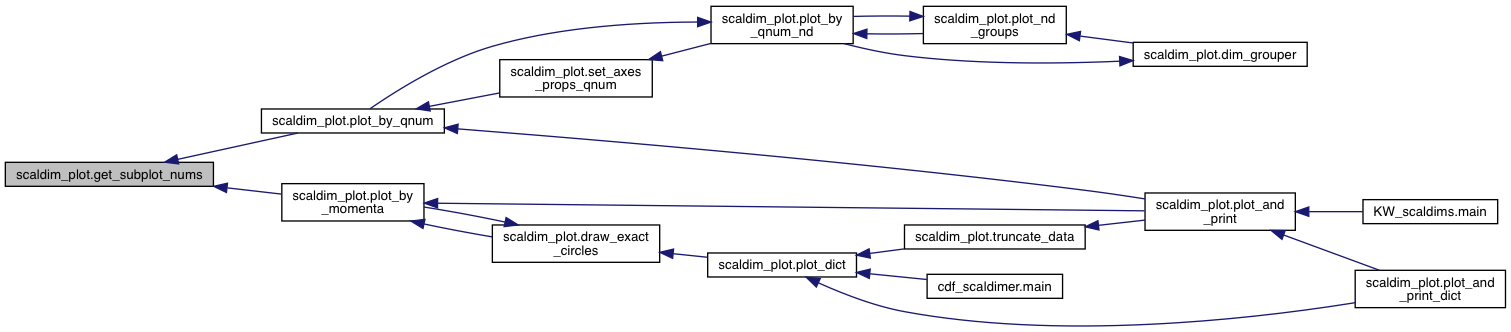 scaldim_plot.plot_by
_qnum_nd
scaldim_plot.plot_nd
_groups
scaldim_plot.dim_grouper
scaldim_plot.set_axes
_props_qnum
scaldim_plot.plot_by_qnum
scaldim_plot.get_subplot_nums
scaldim_plot.plot_by
_momenta
scaldim_plot.plot_and
_print
KW_scaldims.main
scaldim_plot.draw_exact
_circles
scaldim_plot.truncate_data
scaldim_plot.plot_dict
cdf_scaldimer.main
scaldim_plot.plot_and
_print_dict